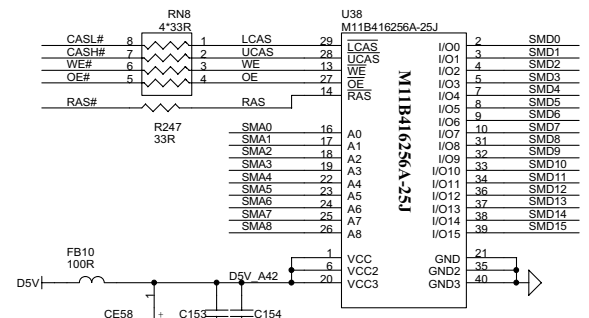 RN8
4*33R
U38
M11B416256A-25J
CASL# 8 1 LCAS 29 LCAS I/O0 2 SMD0
CASH# 7 2 UCAS 28 UCAS I/O1 3 SMD1
WE# 6 3 WE 13 WE I/O2 4 SMD2
OE# 5 4 OE 27 OE I/O3 5 SMD3
RAS# RAS 14 RAS I/O4 7 SMD4
I/O5 8 SMD5
I/O6 9 SMD6
R247
33R
M11B416256A-25J
SMA0 16 A0 I/O7 10 SMD7
SMA1 17 A1 I/O8 31 SMD8
SMA2 18 A2 I/O9 32 SMD9
SMA3 19 A3 I/O10 33 SMD10
SMA4 22 A4 I/O11 34 SMD11
SMA5 23 A5 I/O12 36 SMD12
SMA6 24 A6 I/O13 37 SMD13
SMA7 25 A7 I/O14 38 SMD14
SMA8 26 A8 I/O15 39 SMD15
FB10
100R
1 VCC GND 21
6 VCC2 GND2 35
D5V D5V_A42 20 VCC3 GND3 40
CE58 1 + C153 C154